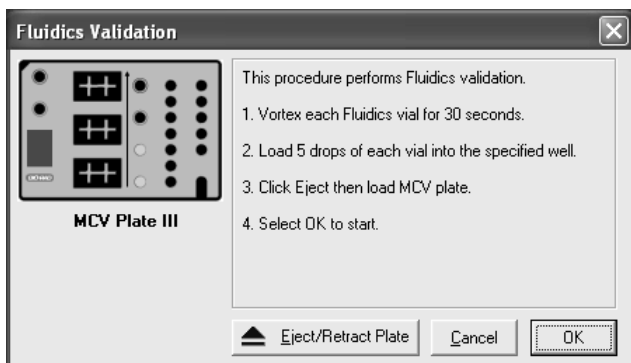 Fluidics Validation
This procedure performs Fluidics validation.
1. Vortex each Fluidics vial for 30 seconds.
2. Load 5 drops of each vial into the specified well.
3. Click Eject then load MCV plate.
4. Select OK to start.
MCV Plate III
Eject/Retract Plate
Cancel
OK